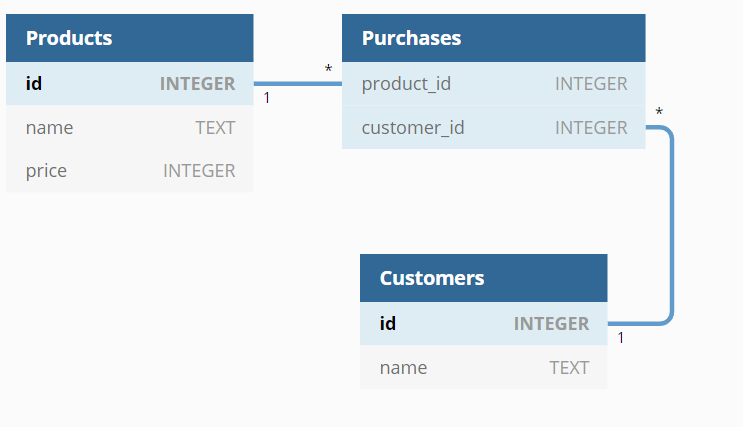 Products
id INTEGER
name TEXT
price INTEGER
1
*
Purchases
product_id INTEGER
customer_id INTEGER
*
Customers
id INTEGER
name TEXT
1